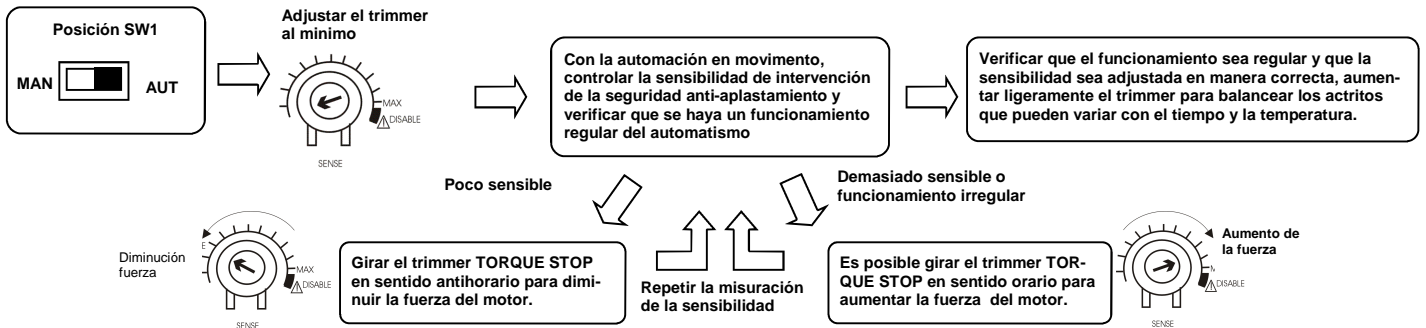 Posición SW1
MAN
AUT
Adjustar el trimmer
al minimo
MAX
DISABLE
SENSE
Con la automación en movimento,
controlar la sensibilidad de intervención
de la seguridad anti-aplastamiento y
verificar que se haya un funcionamiento
regular del automatismo
Verificar que el funcionamiento sea regular y que la
sensibilidad sea adjustada en manera correcta, aumen-
tar ligeramente el trimmer para balancear los actritos
que pueden variar con el tiempo y la temperatura.
Poco sensible
Demasiado sensible o
funcionamiento irregular
Diminución
fuerza
E
MAX
DISABLE
SENSE
Girar el trimmer TORQUE STOP
en sentido antihorario para dimi-
nuir la fuerza del motor.
Repetir la misuración
de la sensibilidad
Es posible girar el trimmer TOR-
QUE STOP en sentido orario para
aumentar la fuerza del motor.
Aumento de
la fuerza
DISABLE
SENSE